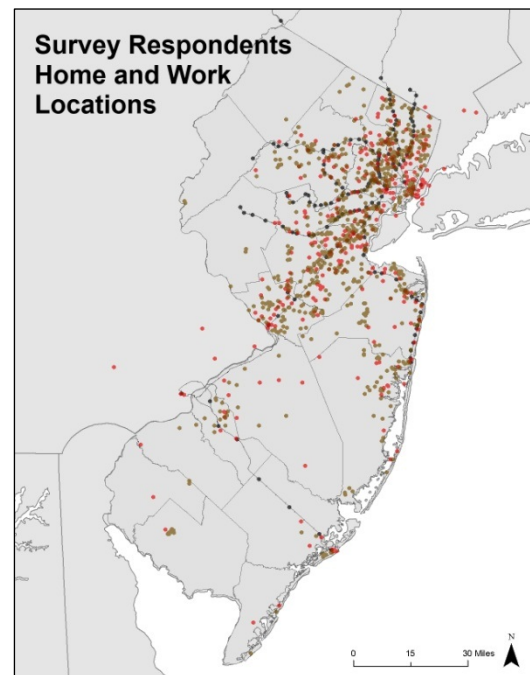 Survey Respondents
Home and Work
Locations
N
0 15 30 Miles